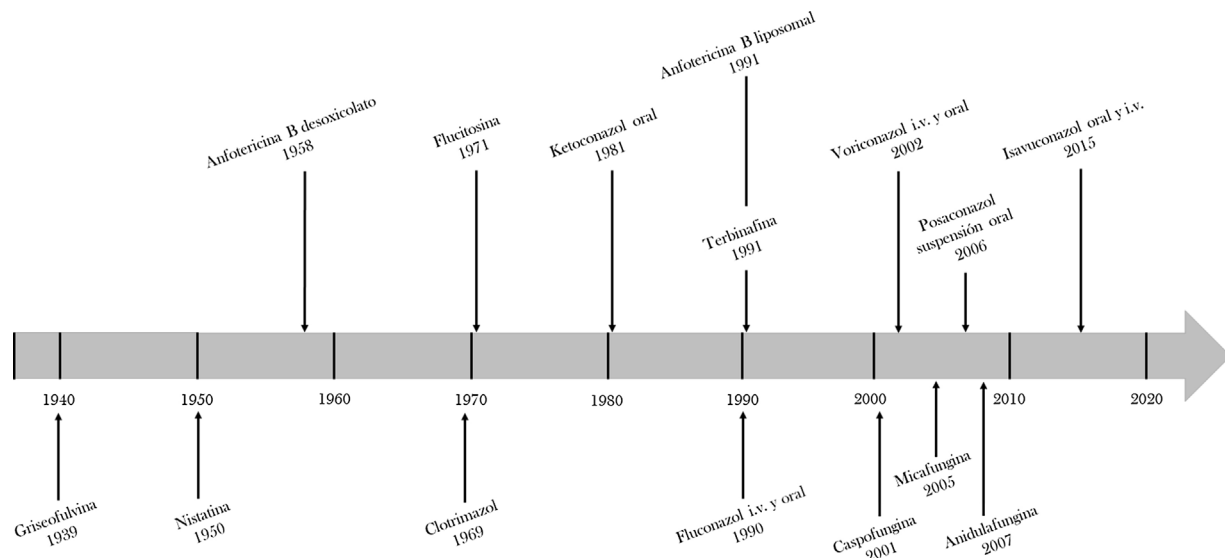 Anfotericina B liposomal
1991
Anfotericina B desoxicolato
1958
Flucitosina
1971
Ketoconazol oral
1981
Voriconazol i.v. y oral
2002
Isavuconazol oral y i.v.
2015
Terbinafina
1991
Posaconazol
suspensión oral
2006
1940
1950
1960
1970
1980
1990
2000
2010
2020
Griseofulvina
1939
Nistatina
1950
Clotrimazol
1969
Fluconazol i.v. y oral
1990
Caspofungina
2001
Micafungina
2005
Anidulafungina
2007